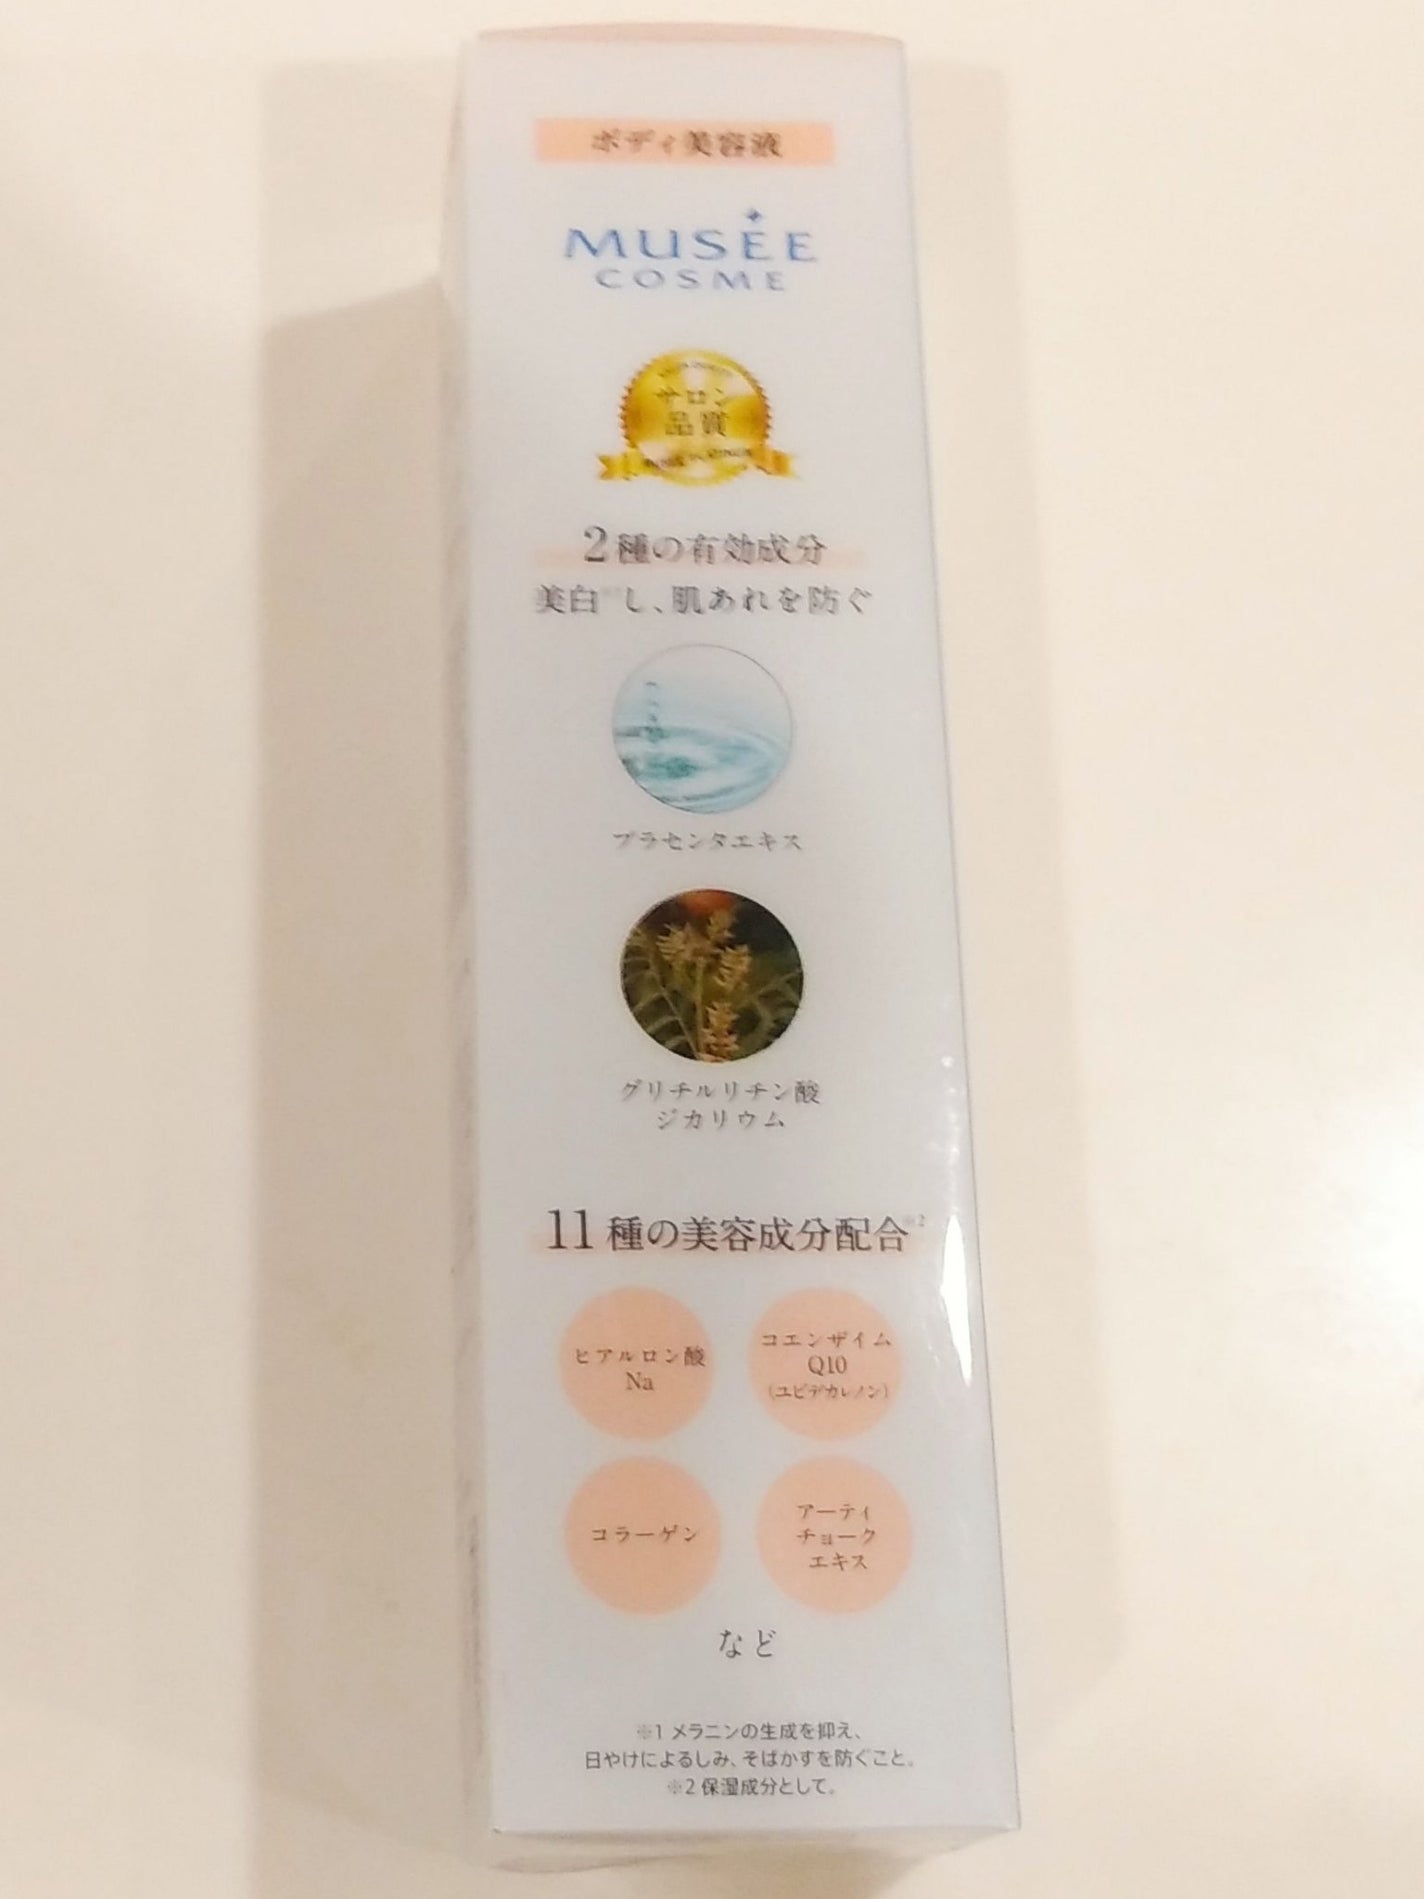 ボディ美容液
MUSÉE
COSME
サロン
品質
2種の有効成分
美白※1し、肌あれを防ぐ
プラセンタエキス
グリチルリチン酸
ジカリウム
11種の美容成分配合※2
ヒアルロン酸
Na
コエンザイム
Q10
(ユビデカレノン)
コラーゲン
アーティ
チョーク
エキス
など
※1 メラニンの生成を抑え、
日やけによるしみ、そばかすを防ぐこと。
※2 保湿成分として。